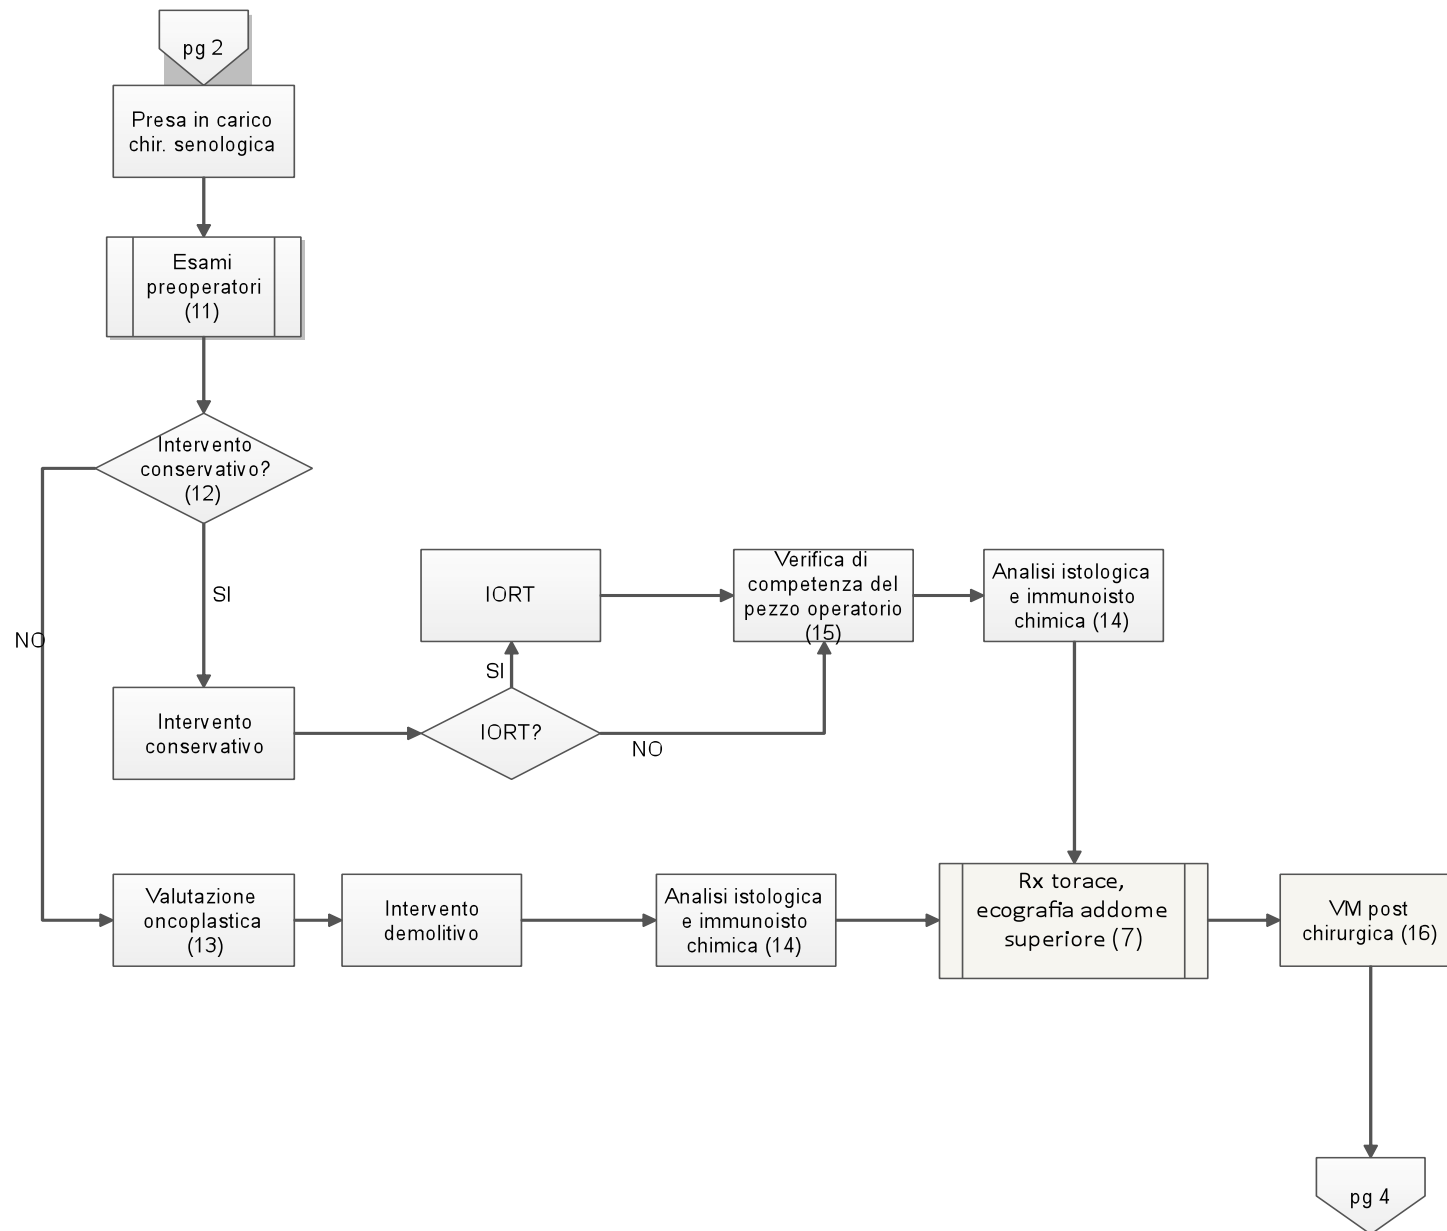 pg 2
Presa in carico
chir. senologica
Esami
preoperatori
(11)
Intervento
conservativo?
(12)
SI
NO
Intervento
conservativo
IORT?
SI
NO
IORT
Verifica di
competenza del
pezzo operatorio
(15)
Analisi istologica
e immunoisto
chimica (14)
Valutazione
oncoplastica
(13)
Intervento
demolitivo
Analisi istologica
e immunoisto
chimica (14)
Rx torace,
ecografia addome
superiore (7)
VM post
chirurgica (16)
pg 4